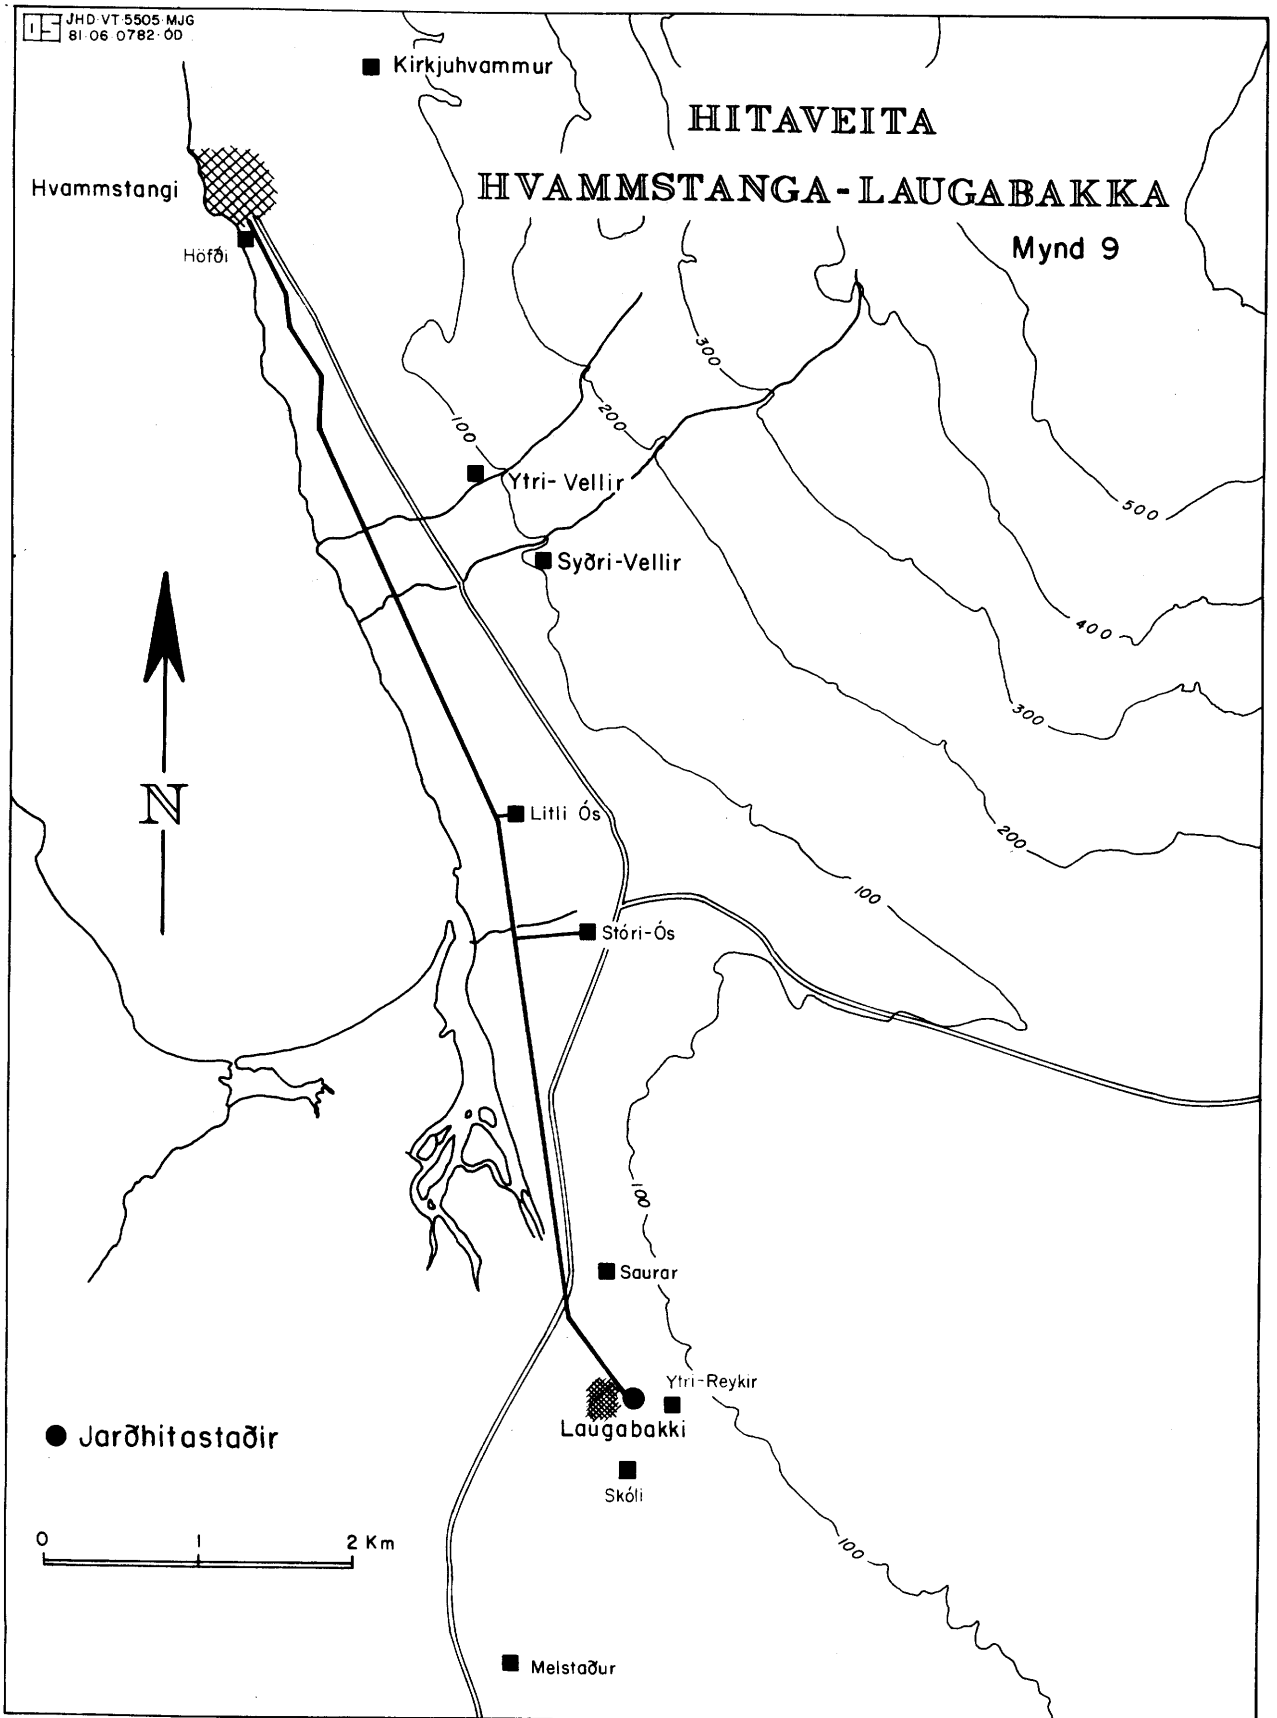 JHD-VT-5505-MJG
81-06-0782-ÓD
Kirkjuhvammur
HITAVEITA
HVAMMSTANGA-LAUGABAKKA
Mynd 9
Hvammstangi
Höfði
300
200
100
Ytri-Vellir
500
Syðri-Vellir
400
300
N
Litli Ós
200
100
Stóri-Ós
100
Saurar
Ytri-Reykir
Laugabakki
Jarðhitastaðir
Skóli
0 1 2 Km
100
Melstaður